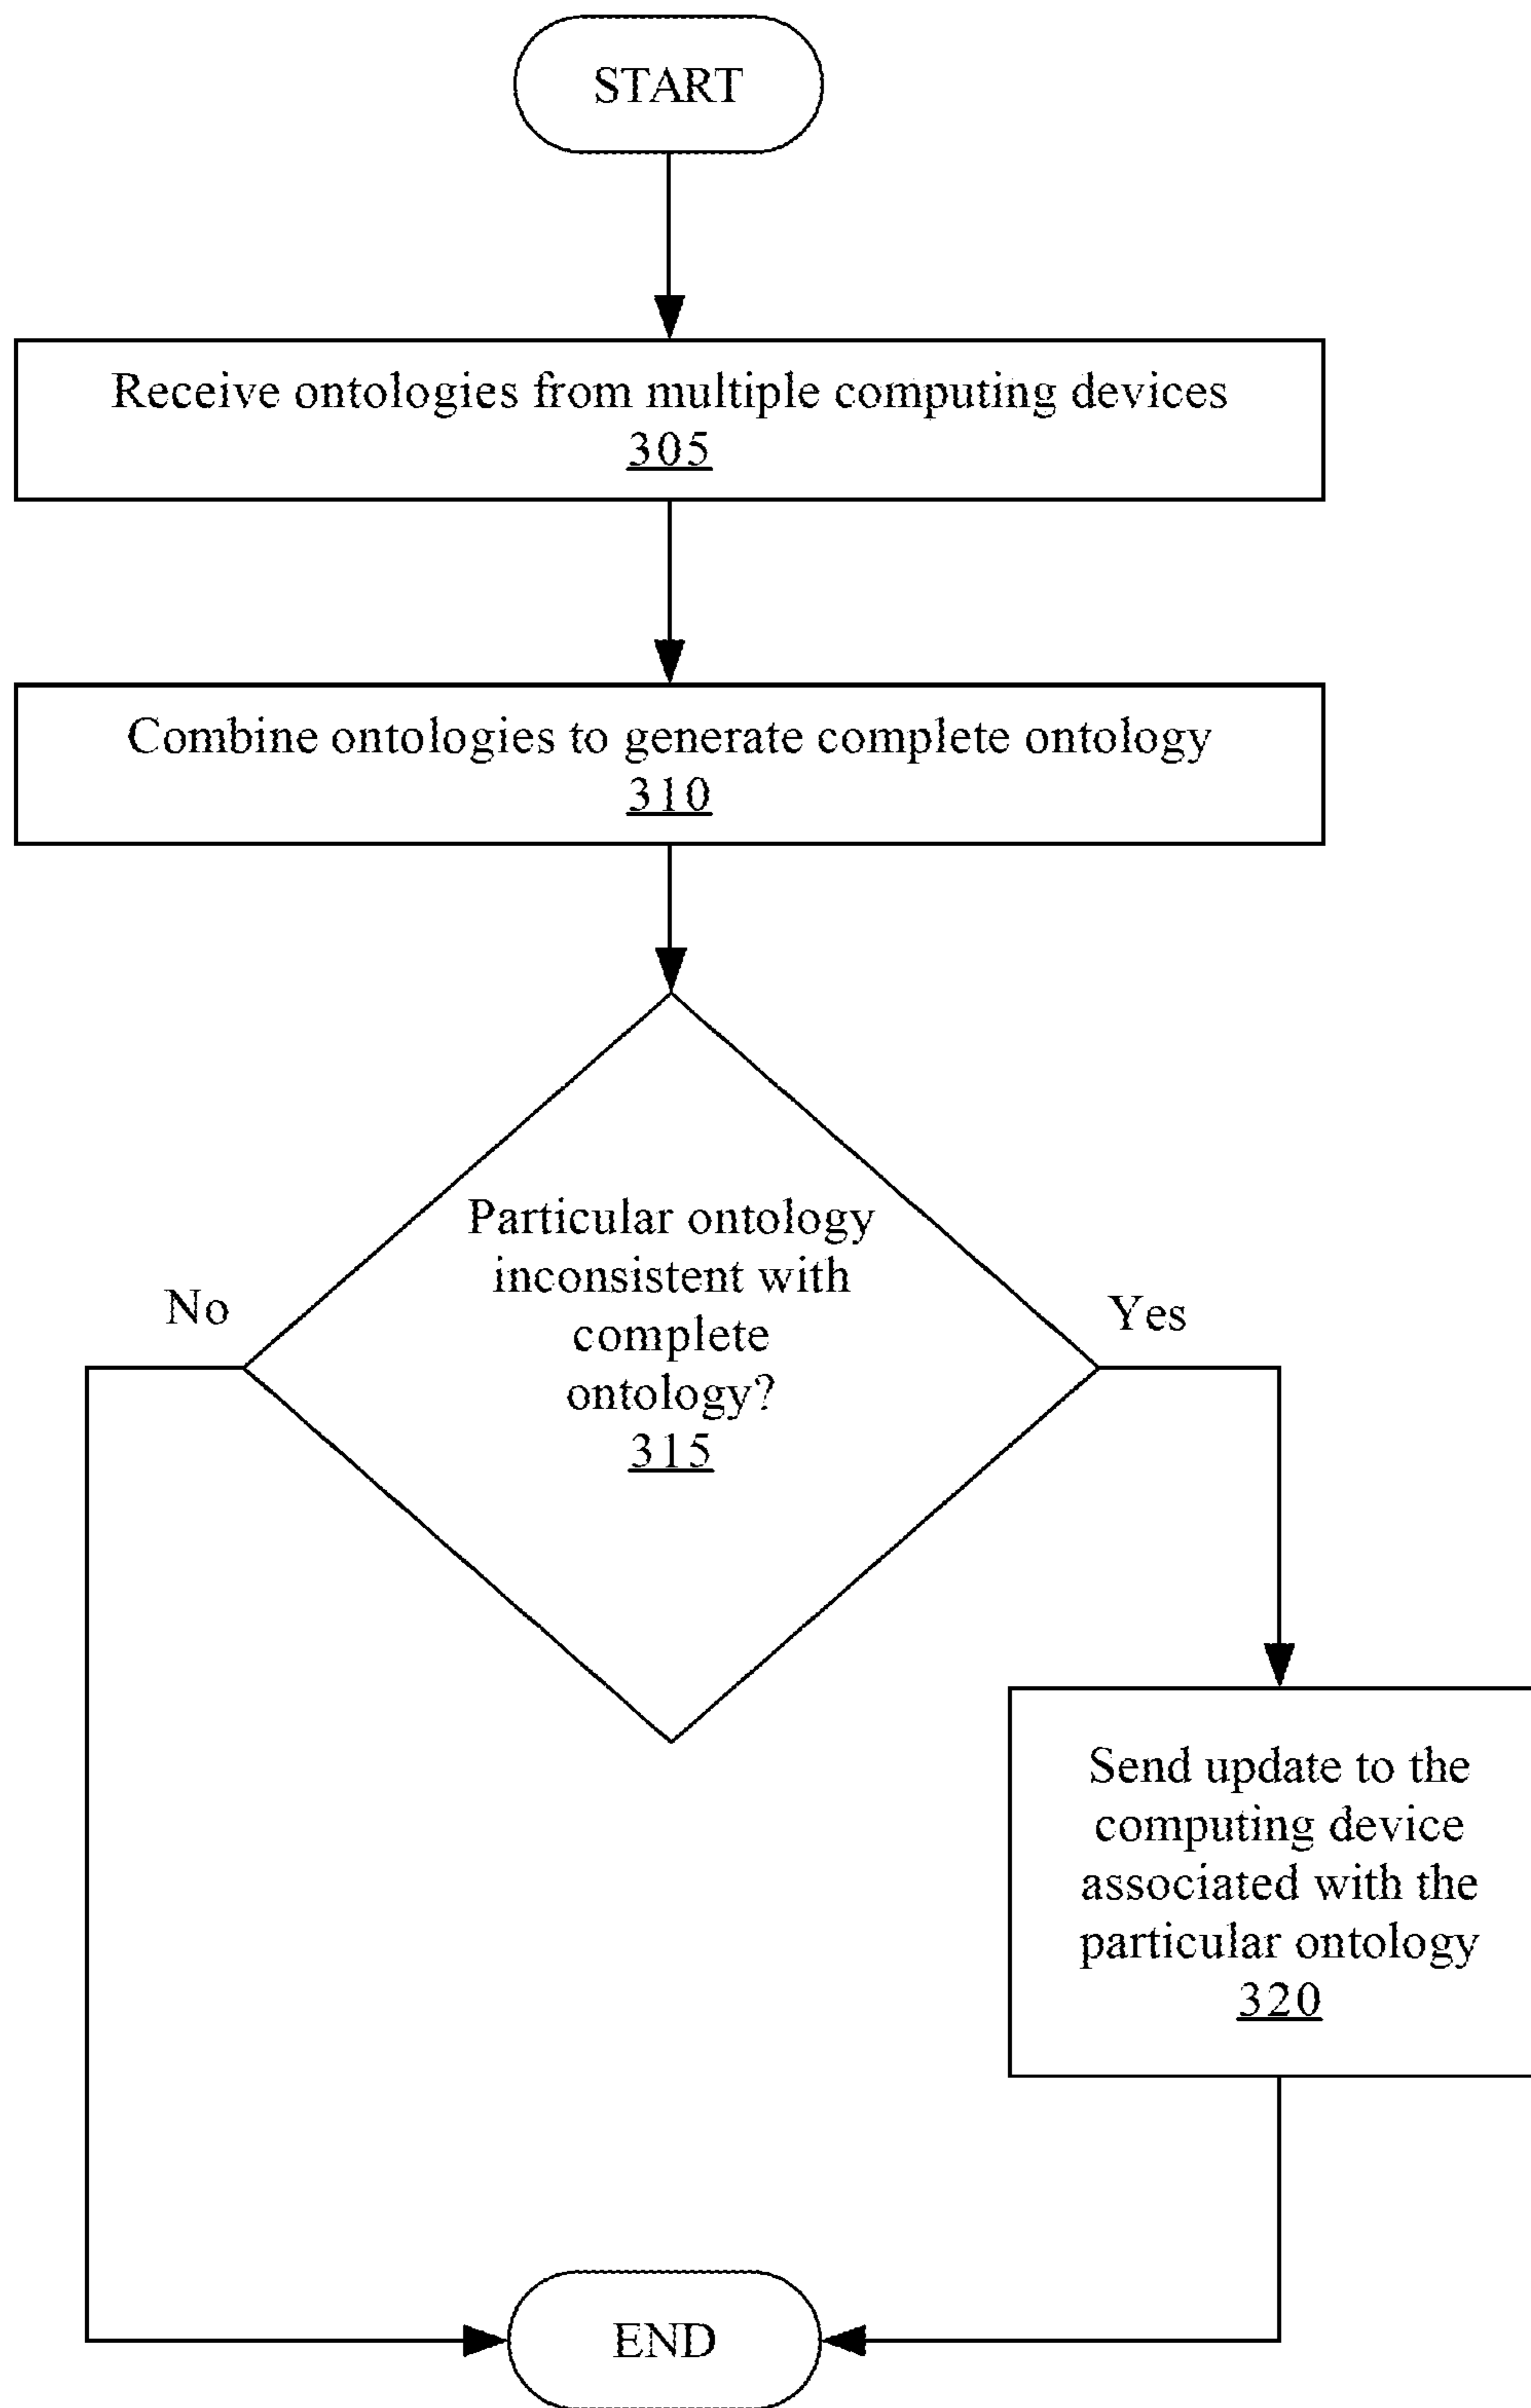 START
Receive ontologies from multiple computing devices
305
Combine ontologies to generate complete ontology
310
Particular ontology
inconsistent with
complete
ontology?
315
No
Yes
Send update to the
computing device
associated with the
particular ontology
320
END